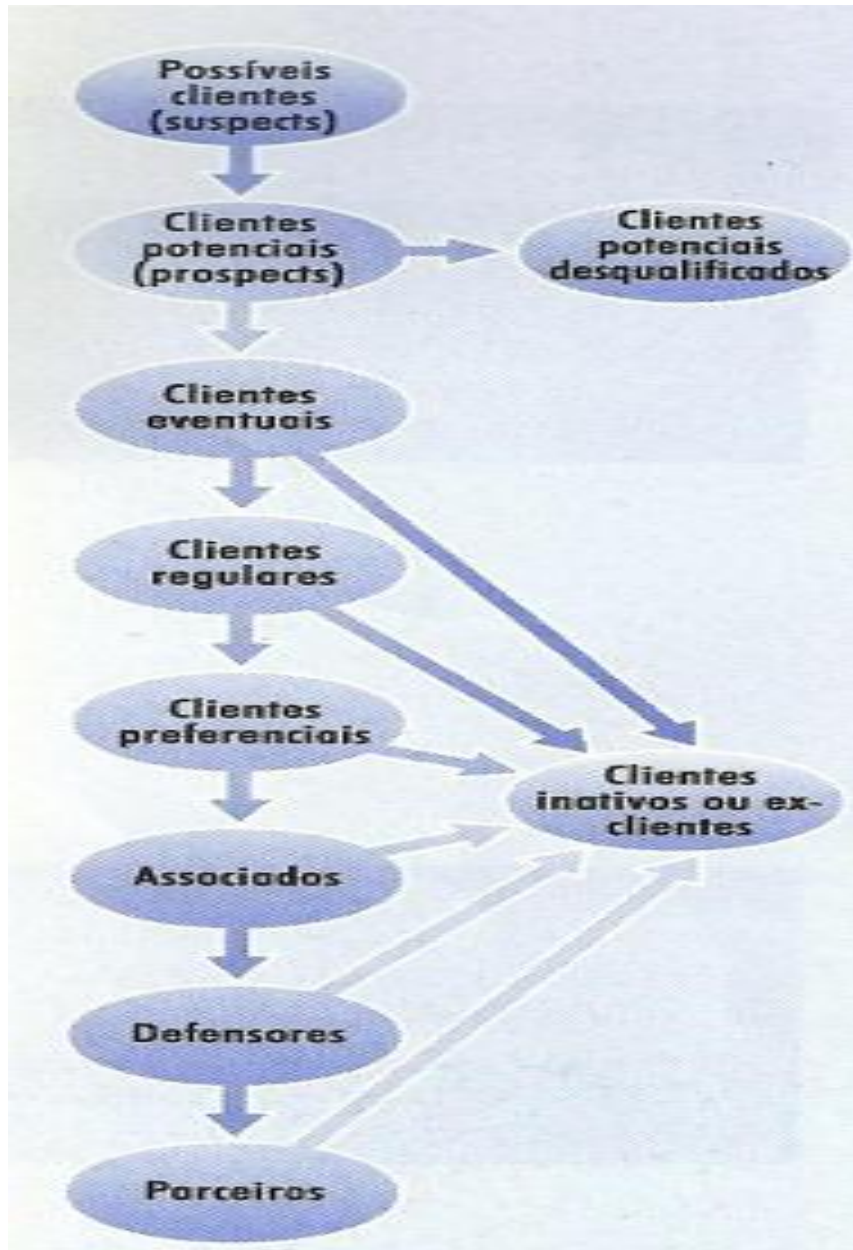 Possíveis
clientes
(suspects)
Clientes
potenciais
(prospects)
Clientes
potenciais
desqualificados
Clientes
eventuais
Clientes
regulares
Clientes
preferenciais
Clientes
inativos ou ex-
clientes
Associados
Defensores
Parceiros